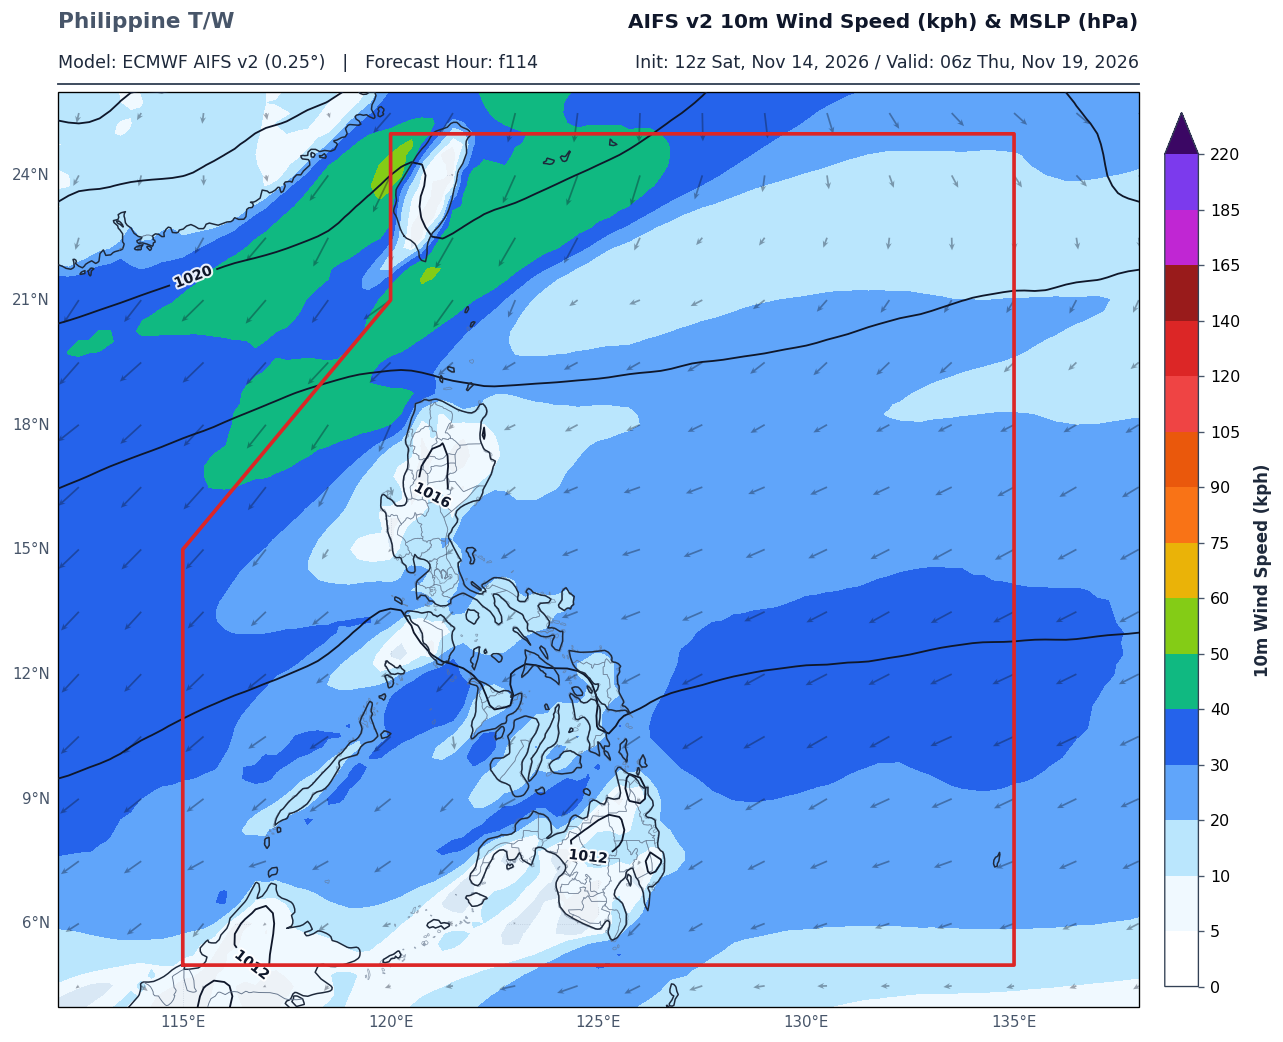 Philippine T/W
AIFS v2 10m Wind Speed (kph) & MSLP (hPa)
Model: ECMWF AIFS v2 (0.25°) | Forecast Hour: f114
Init: 12z Sat, Nov 14, 2026 / Valid: 06z Thu, Nov 19, 2026
24°N
21°N
18°N
15°N
12°N
9°N
6°N
115°E
120°E
125°E
130°E
135°E
1020
1016
1012
1012
220
185
165
140
120
105
90
75
60
50
40
30
20
10
5
0
10m Wind Speed (kph)